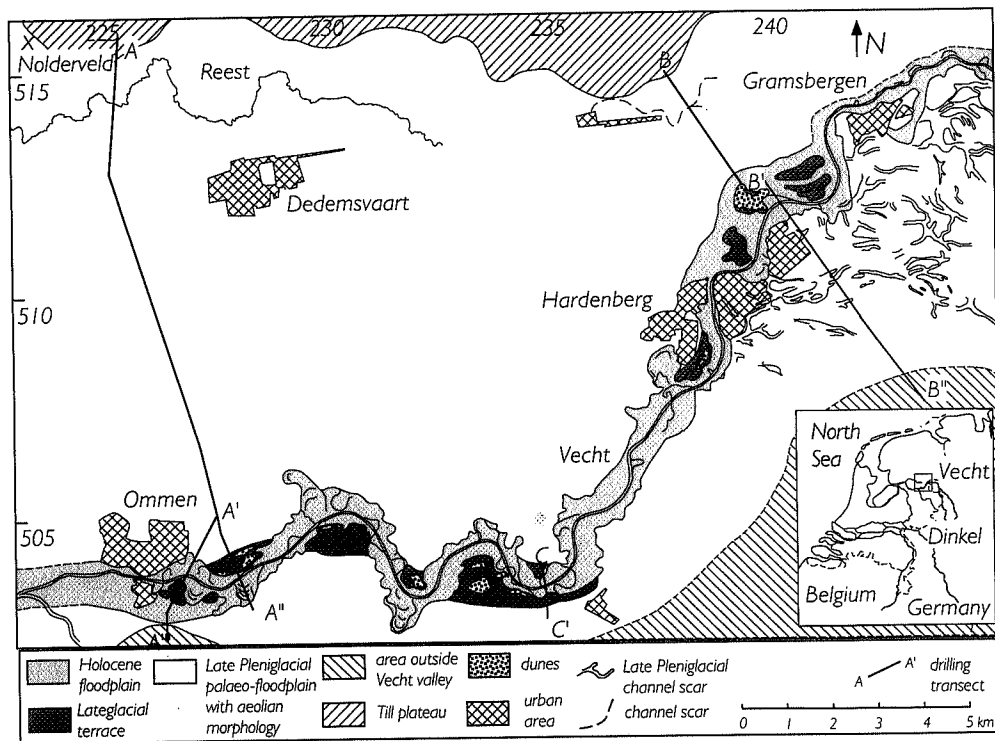 225
230
235
240
X
A
Nolderveld
Reest
B
N
Gramsbergen
515
Dedemsvaart
B'
510
Hardenberg
B"
Vecht
North
Sea
Vecht
Dinkel
Belgium
Germany
Ommen
A'
505
C
A"
C'
A'"
Holocene
floodplain
Late Pleniglacial
palaeo-floodplain
with aeolian
morphology
area outside
Vecht valley
dunes
Late Pleniglacial
channel scar
A A' drilling
transect
Lateglacial
terrace
Till plateau
urban
area
channel scar
0 1 2 3 4 5 km